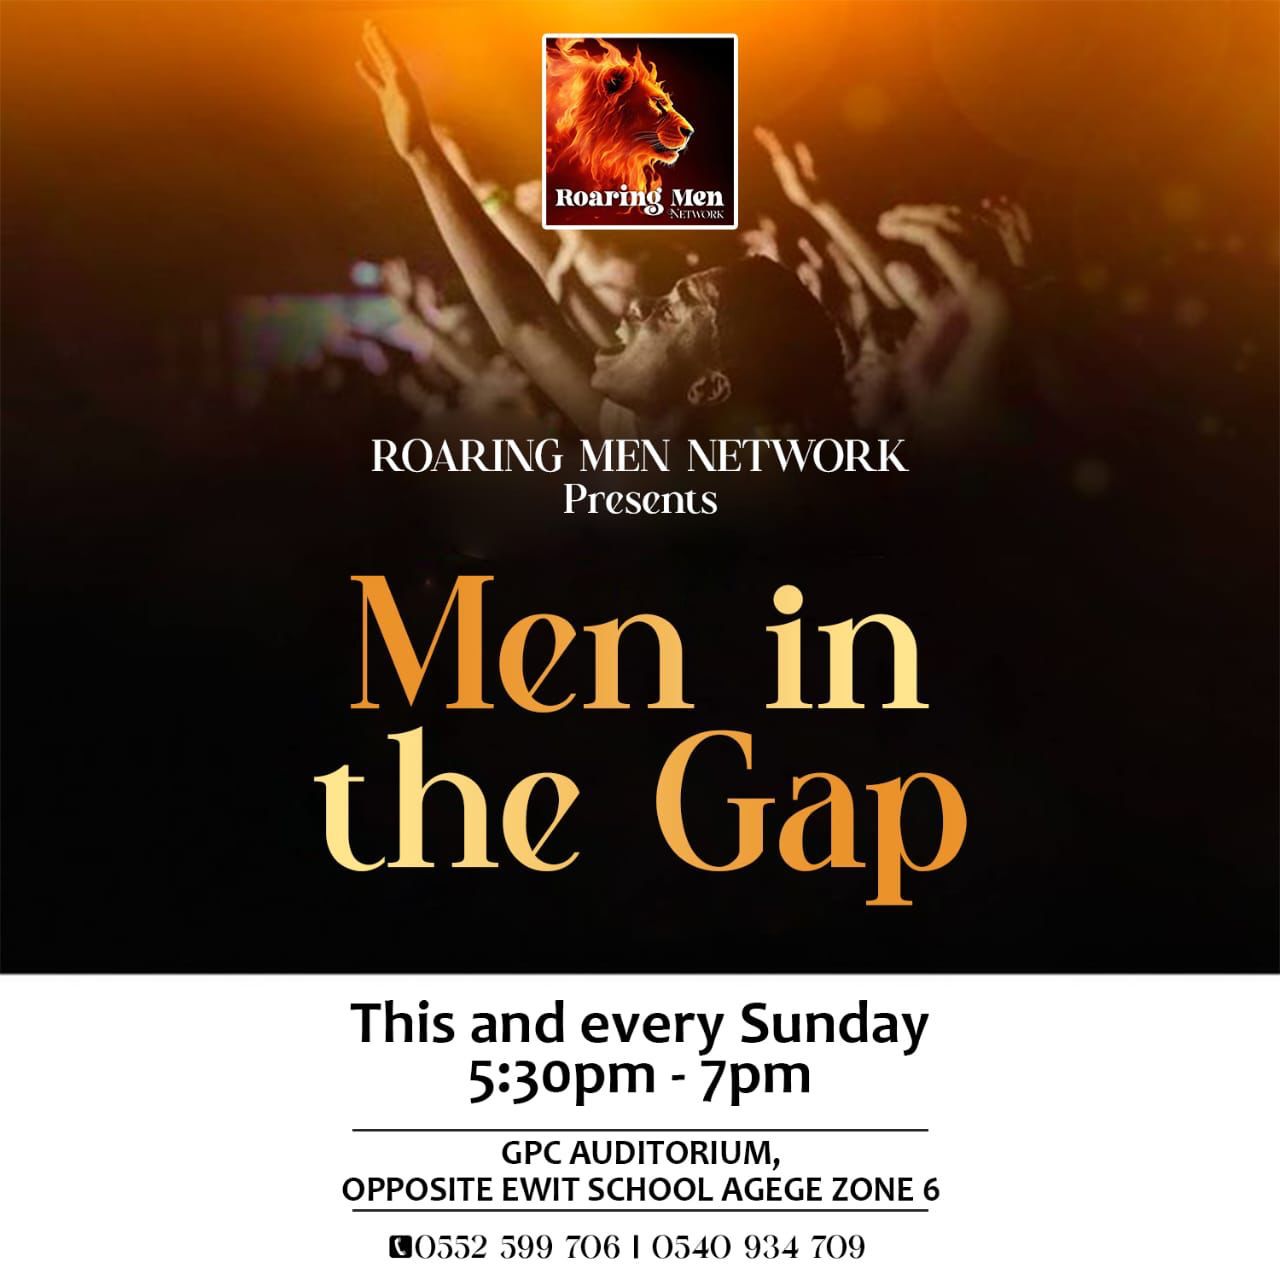 Roaring Men
NETWORK
ROARING MEN NETWORK
Presents
Men in
the Gap
This and every Sunday
5:30pm - 7pm
GPC AUDITORIUM,
OPPOSITE EWIT SCHOOL AGEGE ZONE 6
0552 599 706 | 0540 934 709